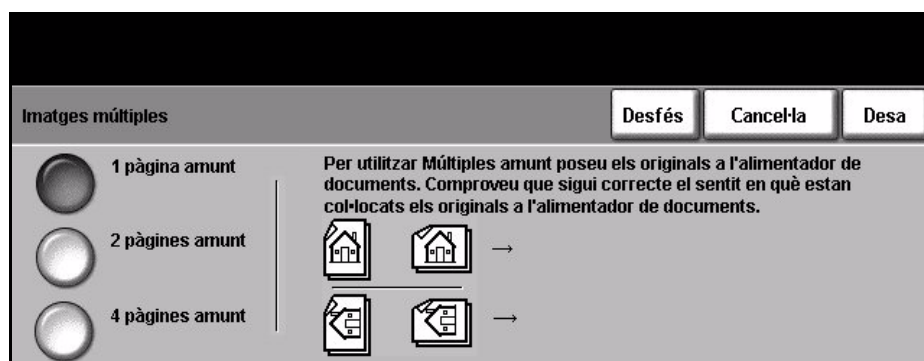 Imatges múltiples
Desfés
Cancel·la
Desa
1 pàgina amunt
2 pàgines amunt
4 pàgines amunt
Per utilitzar Múltiples amunt poseu els originals a l'alimentador de
documents. Comproveu que sigui correcte el sentit en què estan
col·locats els originals a l'alimentador de documents.